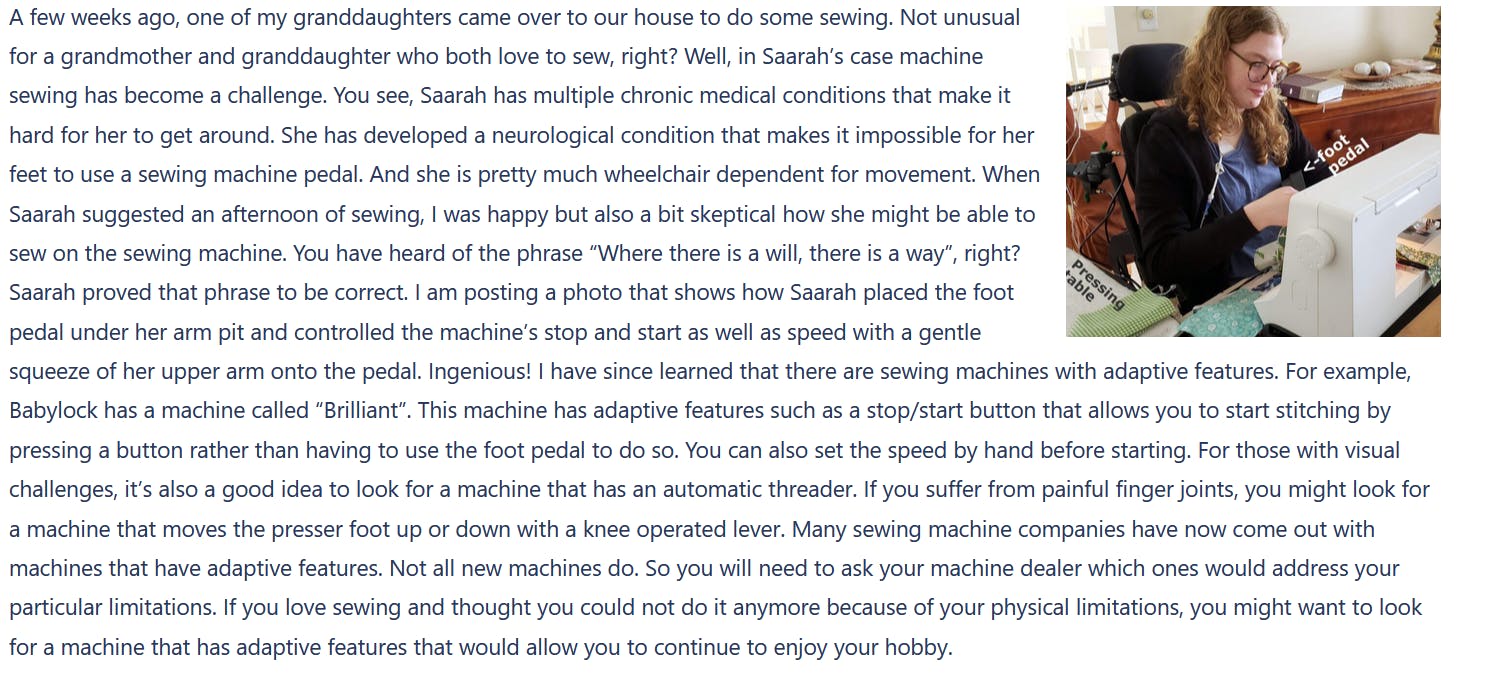 A few weeks ago, one of my granddaughters came over to our house to do some sewing. Not unusual
for a grandmother and granddaughter who both love to sew, right? Well, in Saarah’s case machine
sewing has become a challenge. You see, Saarah has multiple chronic medical conditions that make it
hard for her to get around. She has developed a neurological condition that makes it impossible for her
feet to use a sewing machine pedal. And she is pretty much wheelchair dependent for movement. When
Saarah suggested an afternoon of sewing, I was happy but also a bit skeptical how she might be able to
sew on the sewing machine. You have heard of the phrase “Where there is a will, there is a way”, right?
Saarah proved that phrase to be correct. I am posting a photo that shows how Saarah placed the foot
pedal under her arm pit and controlled the machine’s stop and start as well as speed with a gentle
squeeze of her upper arm onto the pedal. Ingenious! I have since learned that there are sewing machines with adaptive features. For example,
Babylock has a machine called “Brilliant”. This machine has adaptive features such as a stop/start button that allows you to start stitching by
pressing a button rather than having to use the foot pedal to do so. You can also set the speed by hand before starting. For those with visual
challenges, it’s also a good idea to look for a machine that has an automatic threader. If you suffer from painful finger joints, you might look for
a machine that moves the presser foot up or down with a knee operated lever. Many sewing machine companies have now come out with
machines that have adaptive features. Not all new machines do. So you will need to ask your machine dealer which ones would address your
particular limitations. If you love sewing and thought you could not do it anymore because of your physical limitations, you might want to look
for a machine that has adaptive features that would allow you to continue to enjoy your hobby.
<-foot
pedal
Pressing
table